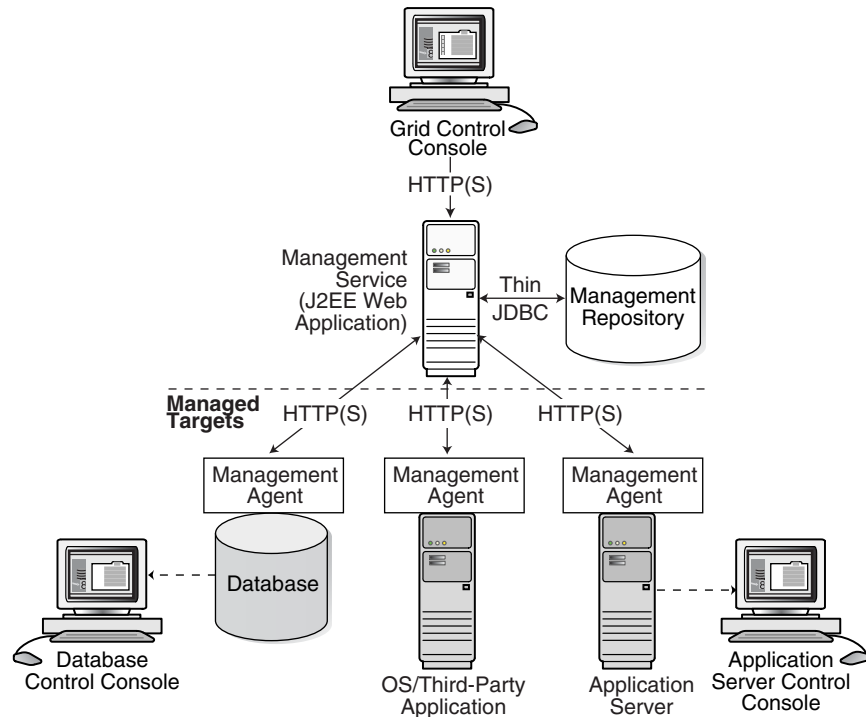 Grid Control
Console
HTTP(S)
Management
Service
(J2EE Web
Application)
Thin
JDBC
Management
Repository
Managed
Targets
HTTP(S)
HTTP(S)
HTTP(S)
Management
Agent
Management
Agent
Management
Agent
Database
Database
Control Console
OS/Third-Party
Application
Application
Server
Application
Server Control
Console